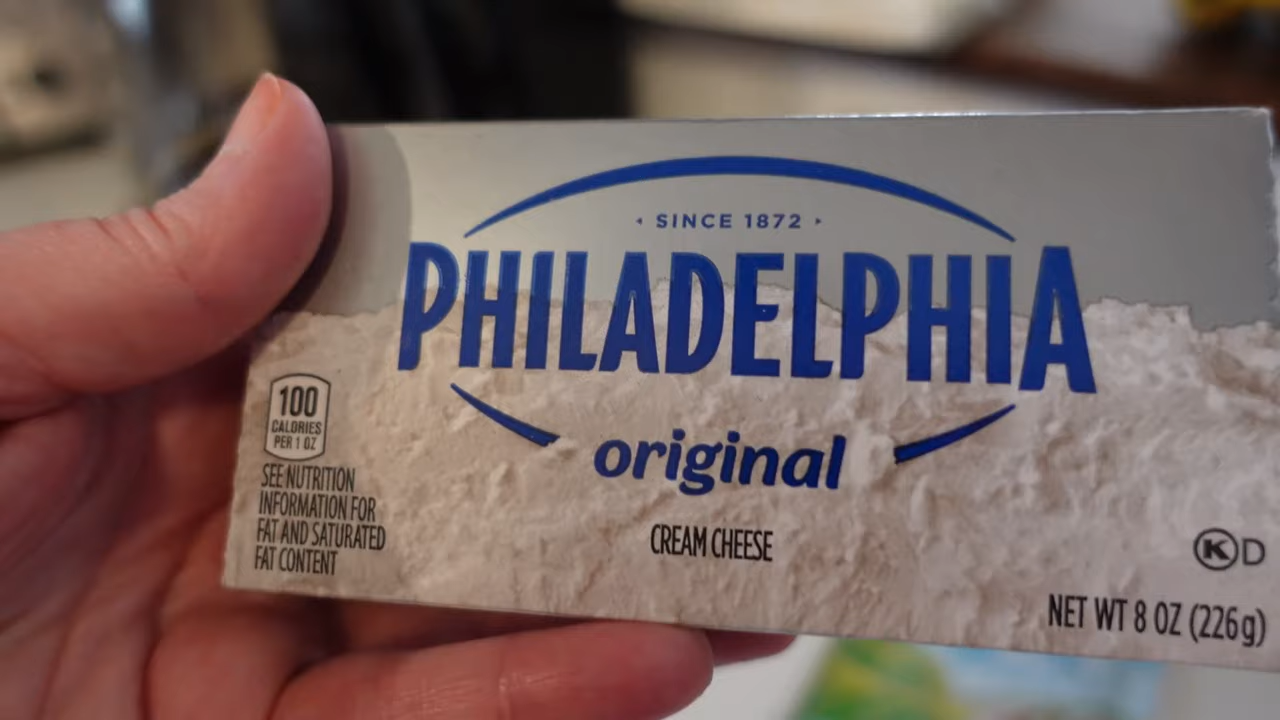 SINCE 1872
PHILADELPHIA
original
CREAM CHEESE
100
CALORIES
PER 1 OZ
SEE NUTRITION
INFORMATION FOR
FAT AND SATURATED
FAT CONTENT
K D
NET WT 8 OZ (226g)